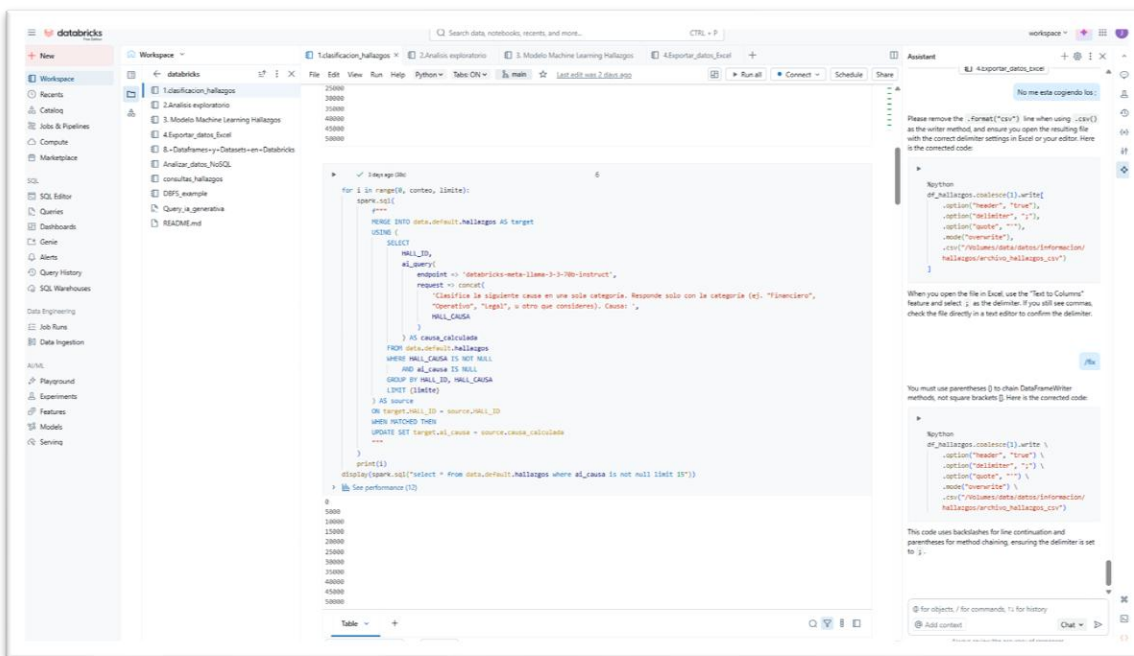 databricks
Free Edition
Search data, notebooks, recents, and more...
CTRL + P
workspace
New
Workspace
Recents
Catalog
Jobs & Pipelines
Compute
Marketplace
SQL
SQL Editor
Queries
Dashboards
Genie
Alerts
Query History
SQL Warehouses
Data Engineering
Job Runs
Data Ingestion
AI/ML
Playground
Experiments
Features
Models
Serving
Workspace
databricks
1.clasificacion_hallazgos
2.Analisis exploratorio
3. Modelo Machine Learning Hallazgos
4.Exportar_datos_Excel
8.+Dataframes+y+Datasets+en+Databricks
Analizar_datos_NoSQL
consultas_hallazgos
DBFS_example
Query_ia_generativa
README.md
1.clasificacion_hallazgos
2.Analisis exploratorio
3. Modelo Machine Learning Hallazgos
4.Exportar_datos_Excel
File Edit View Run Help Python Tabs: ON main Last edit was 2 days ago
Run all Connect Schedule Share
25000
30000
35000
40000
45000
50000
3 days ago (38s)
6
for i in range(0, conteo, limite):
spark.sql(
f"""
MERGE INTO data.default.hallazgos AS target
USING (
SELECT
HALL_ID,
ai_query(
endpoint => 'databricks-meta-llama-3-3-70b-instruct',
request => concat(
'Clasifica la siguiente causa en una sola categoría. Responde solo con la categoría (ej. "Financiero",
"Operativo", "Legal", u otro que consideres). Causa: ',
HALL_CAUSA
)
) AS causa_calculada
FROM data.default.hallazgos
WHERE HALL_CAUSA IS NOT NULL
AND ai_causa IS NULL
GROUP BY HALL_ID, HALL_CAUSA
LIMIT {limite}
) AS source
ON target.HALL_ID = source.HALL_ID
WHEN MATCHED THEN
UPDATE SET target.ai_causa = source.causa_calculada
"""
)
print(i)
display(spark.sql("select * from data.default.hallazgos where ai_causa is not null limit 15"))
See performance (12)
0
5000
10000
15000
20000
25000
30000
35000
40000
45000
50000
Table
Assistant
4.Exportar_datos_Excel
No me esta cogiendo los ;
Please remove the .format("csv") line when using .csv()
as the writer method, and ensure you open the resulting file
with the correct delimiter settings in Excel or your editor. Here
is the corrected code:
%python
df_hallazgos.coalesce(1).write[
.option("header", "true"),
.option("delimiter", ";"),
.option("quote", "'"),
.mode("overwrite"),
.csv("/Volumes/data/datos/informacion/
hallazgos/archivo_hallazgos_csv")
]
When you open the file in Excel, use the "Text to Columns"
feature and select ; as the delimiter. If you still see commas,
check the file directly in a text editor to confirm the delimiter.
/fix
You must use parentheses () to chain DataFrameWriter
methods, not square brackets []. Here is the corrected code:
%python
df_hallazgos.coalesce(1).write \
.option("header", "true") \
.option("delimiter", ";") \
.option("quote", "'") \
.mode("overwrite") \
.csv("/Volumes/data/datos/informacion/
hallazgos/archivo_hallazgos_csv")
This code uses backslashes for line continuation and
parentheses for method chaining, ensuring the delimiter is set
to ; .
@ for objects, / for commands, ↑↓ for history
@ Add context
Chat